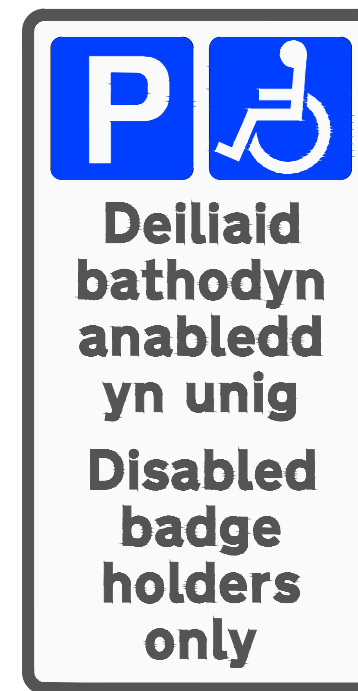 P
Deiliaid
bathodyn
anabledd
yn unig
Disabled
badge
holders
only